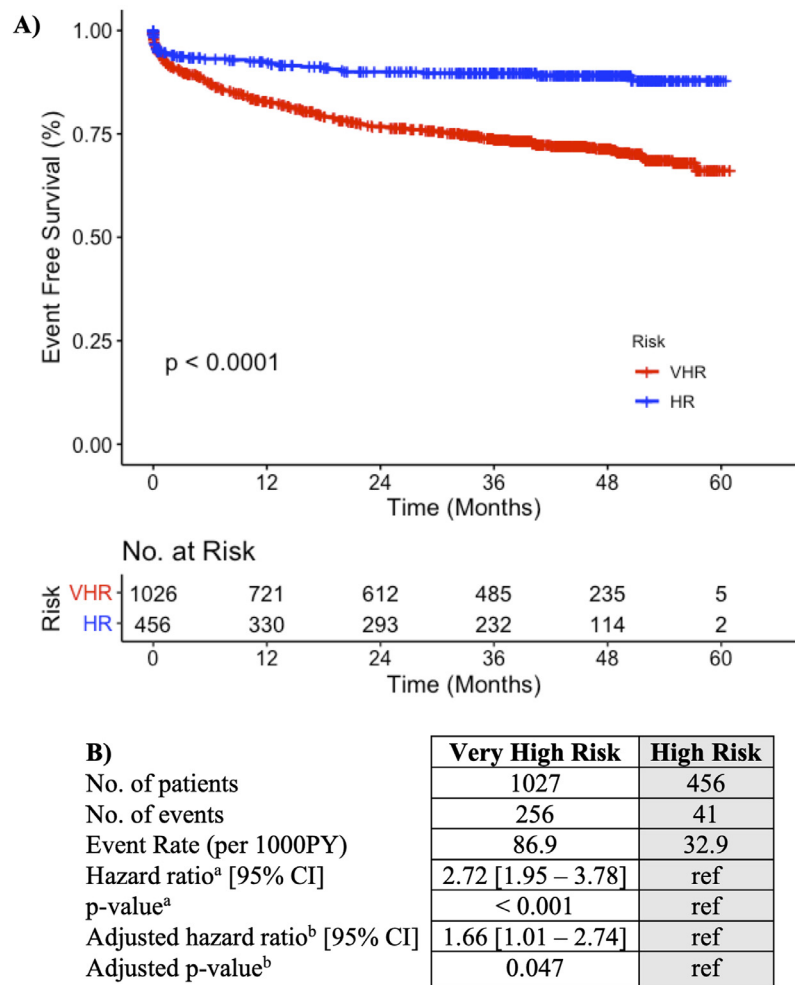 A)
1.00
0.75
0.50
0.25
0.00
Event Free Survival (%)
p < 0.0001
Risk
VHR
HR
0 12 24 36 48 60
Time (Months)
No. at Risk
Risk
VHR 1026 721 612 485 235 5
HR 456 330 293 232 114 2
0 12 24 36 48 60
Time (Months)
B) Very High Risk High Risk
No. of patients 1027 456
No. of events 256 41
Event Rate (per 1000PY) 86.9 32.9
Hazard ratioᵃ [95% CI] 2.72 [1.95 – 3.78] ref
p-valueᵃ < 0.001 ref
Adjusted hazard ratioᵇ [95% CI] 1.66 [1.01 – 2.74] ref
Adjusted p-valueᵇ 0.047 ref